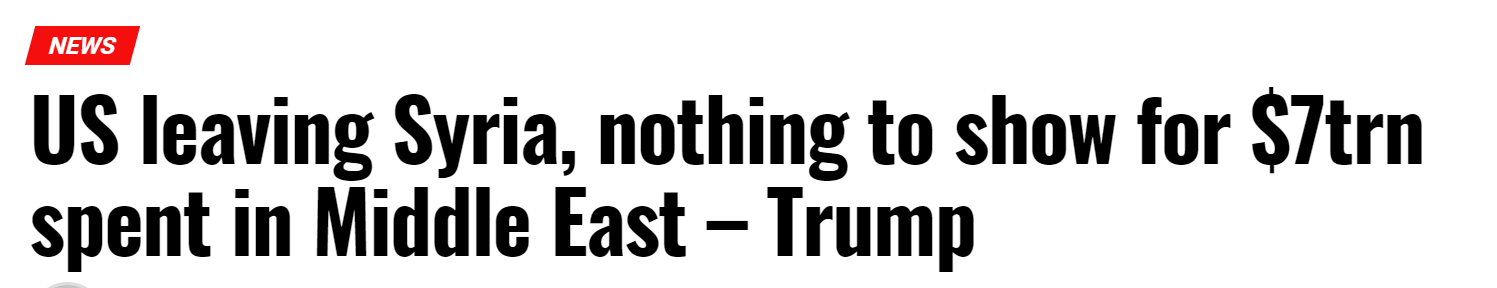 NEWS
US leaving Syria, nothing to show for $7trn
spent in Middle East – Trump